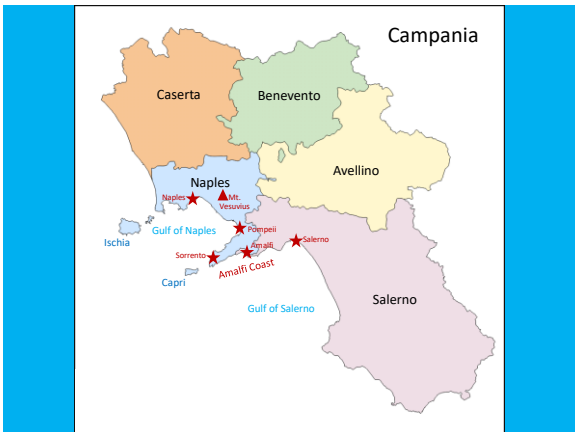 Campania
Caserta
Benevento
Avellino
Naples
Naples
Mt.
Vesuvius
Gulf of Naples
Pompeii
Ischia
Salerno
Amalfi
Sorrento
Amalfi Coast
Capri
Salerno
Gulf of Salerno